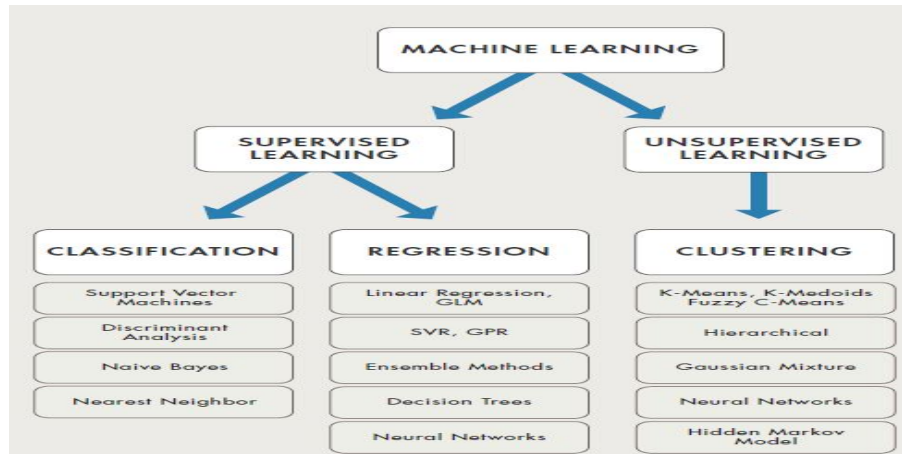 MACHINE LEARNING
SUPERVISED
LEARNING
UNSUPERVISED
LEARNING
CLASSIFICATION
Support Vector
Machines
Discriminant
Analysis
Naive Bayes
Nearest Neighbor
REGRESSION
Linear Regression,
GLM
SVR, GPR
Ensemble Methods
Decision Trees
Neural Networks
CLUSTERING
K-Means, K-Medoids
Fuzzy C-Means
Hierarchical
Gaussian Mixture
Neural Networks
Hidden Markov
Model